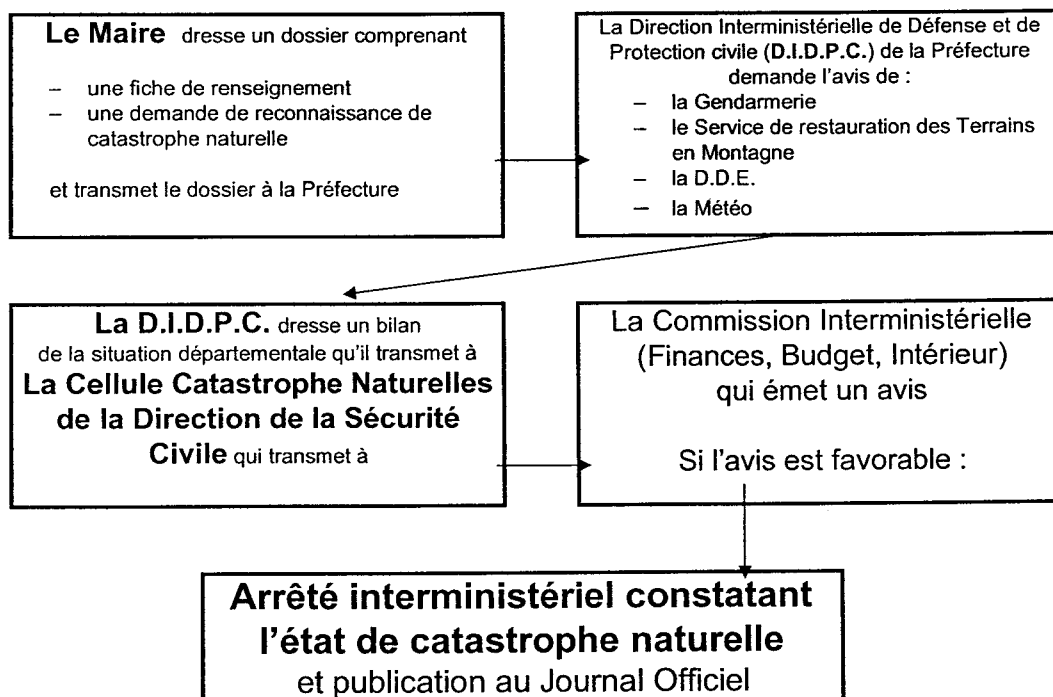 Le Maire dresse un dossier comprenant
– une fiche de renseignement
– une demande de reconnaissance de
catastrophe naturelle
et transmet le dossier à la Préfecture
La Direction Interministérielle de Défense et de
Protection civile (D.I.D.P.C.) de la Préfecture
demande l'avis de :
– la Gendarmerie
– le Service de restauration des Terrains
en Montagne
– la D.D.E.
– la Météo
La D.I.D.P.C. dresse un bilan
de la situation départementale qu'il transmet à
La Cellule Catastrophe Naturelles
de la Direction de la Sécurité
Civile qui transmet à
La Commission Interministérielle
(Finances, Budget, Intérieur)
qui émet un avis
Si l'avis est favorable :
Arrêté interministériel constatant
l'état de catastrophe naturelle
et publication au Journal Officiel